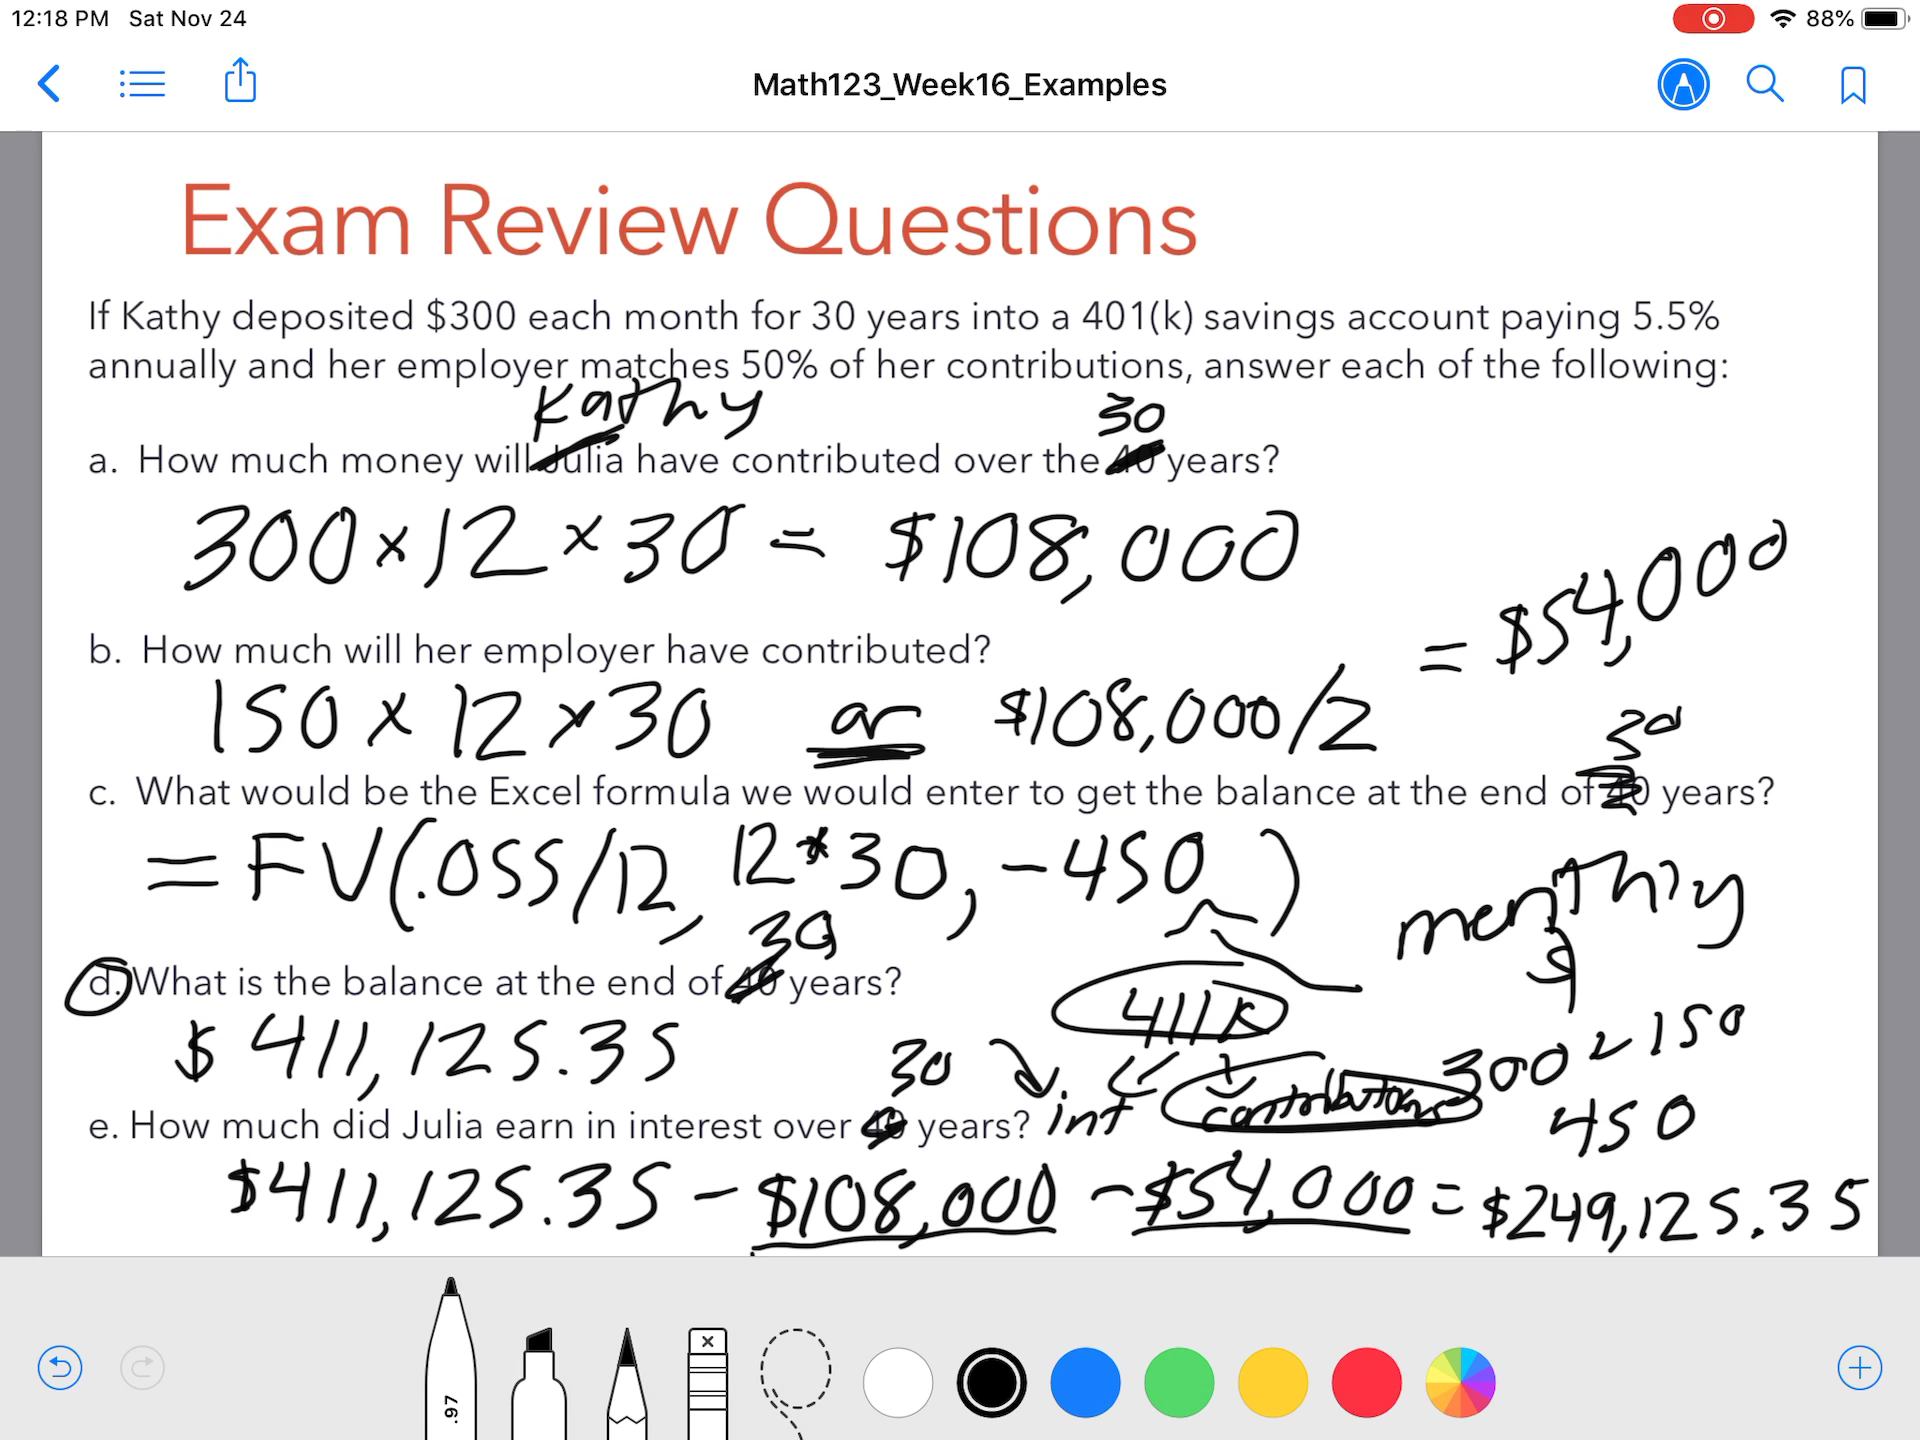 12:18 PM Sat Nov 24 88%
Math123_Week16_Examples
Exam Review Questions
If Kathy deposited $300 each month for 30 years into a 401(k) savings account paying 5.5%
annually and her employer matches 50% of her contributions, answer each of the following:
Kathy 30
a. How much money will Julia have contributed over the 40 years?
300 × 12 × 30 = $108,000
= $54,000
b. How much will her employer have contributed?
150 × 12 × 30 or $108,000/2
30
c. What would be the Excel formula we would enter to get the balance at the end of 40 years?
=FV(.055/12, 12*30, -450)
monthly
30
d. What is the balance at the end of 40 years?
411k
$411,125.35
30 300 150
int contributions
450
e. How much did Julia earn in interest over 40 years?
$411,125.35 - $108,000 - $54,000 = $249,125.35
.97